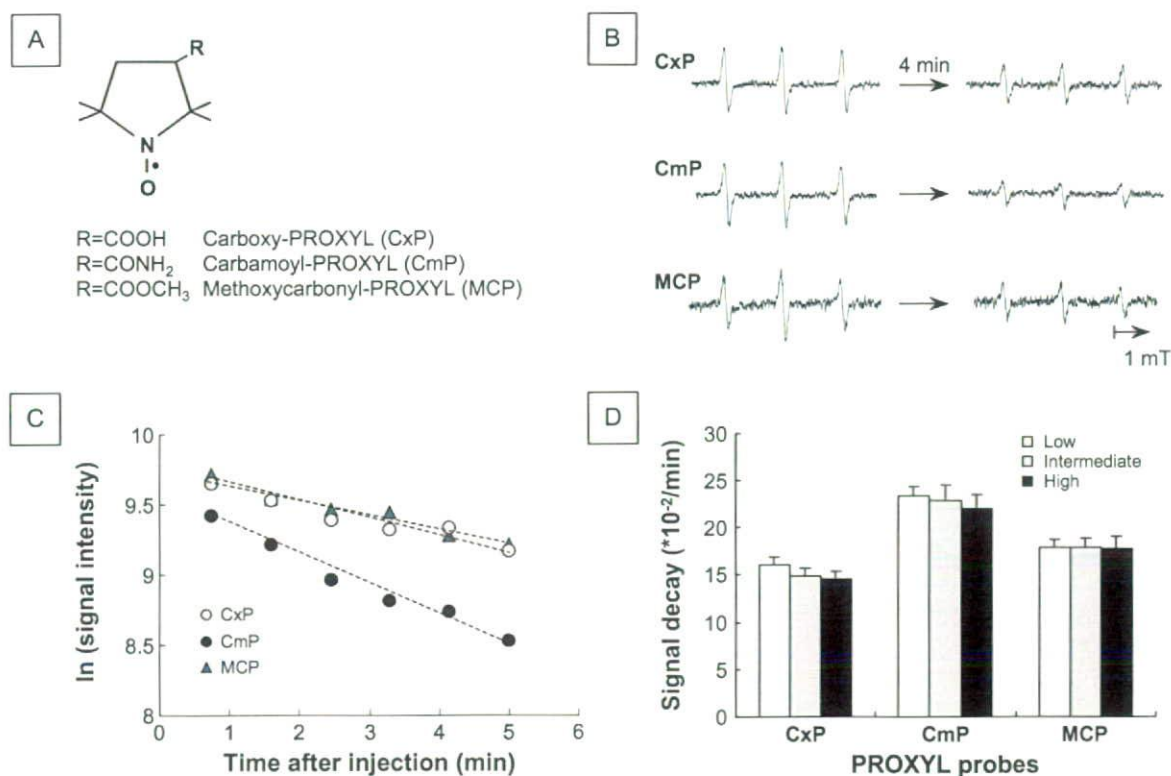 A
R
N
O
R=COOH Carboxy-PROXYL (CxP)
R=CONH₂ Carbamoyl-PROXYL (CmP)
R=COOCH₃ Methoxycarbonyl-PROXYL (MCP)
B
CxP
4 min
CmP
MCP
1 mT
C
ln (signal intensity)
10
9.5
9
8.5
8
CxP
CmP
MCP
0 1 2 3 4 5 6
Time after injection (min)
D
Signal decay (*10⁻²/min)
30
25
20
15
10
5
0
Low
Intermediate
High
CxP CmP MCP
PROXYL probes